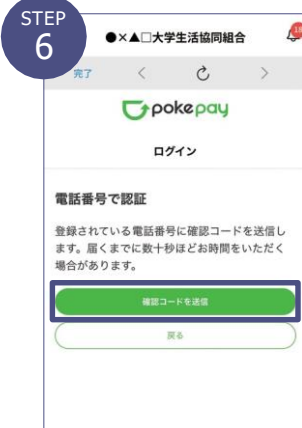 STEP
6
●×▲□大学生活協同組合
18
完了
pokepay
ログイン
電話番号で認証
登録されている電話番号に確認コードを送信し
ます。届くまでに数十秒ほどお時間をいただく
場合があります。
確認コードを送信
戻る